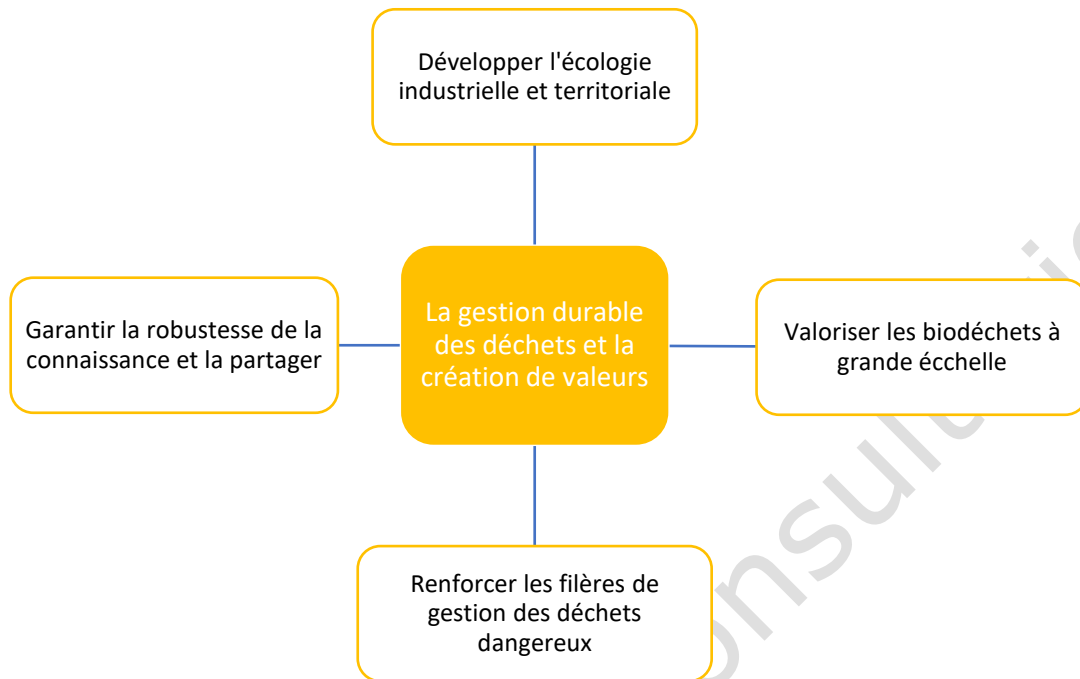 Développer l'écologie
industrielle et territoriale
Garantir la robustesse de la
connaissance et la partager
La gestion durable
des déchets et la
création de valeurs
Valoriser les biodéchets à
grande écchelle
Renforcer les filères de
gestion des déchets
dangereux